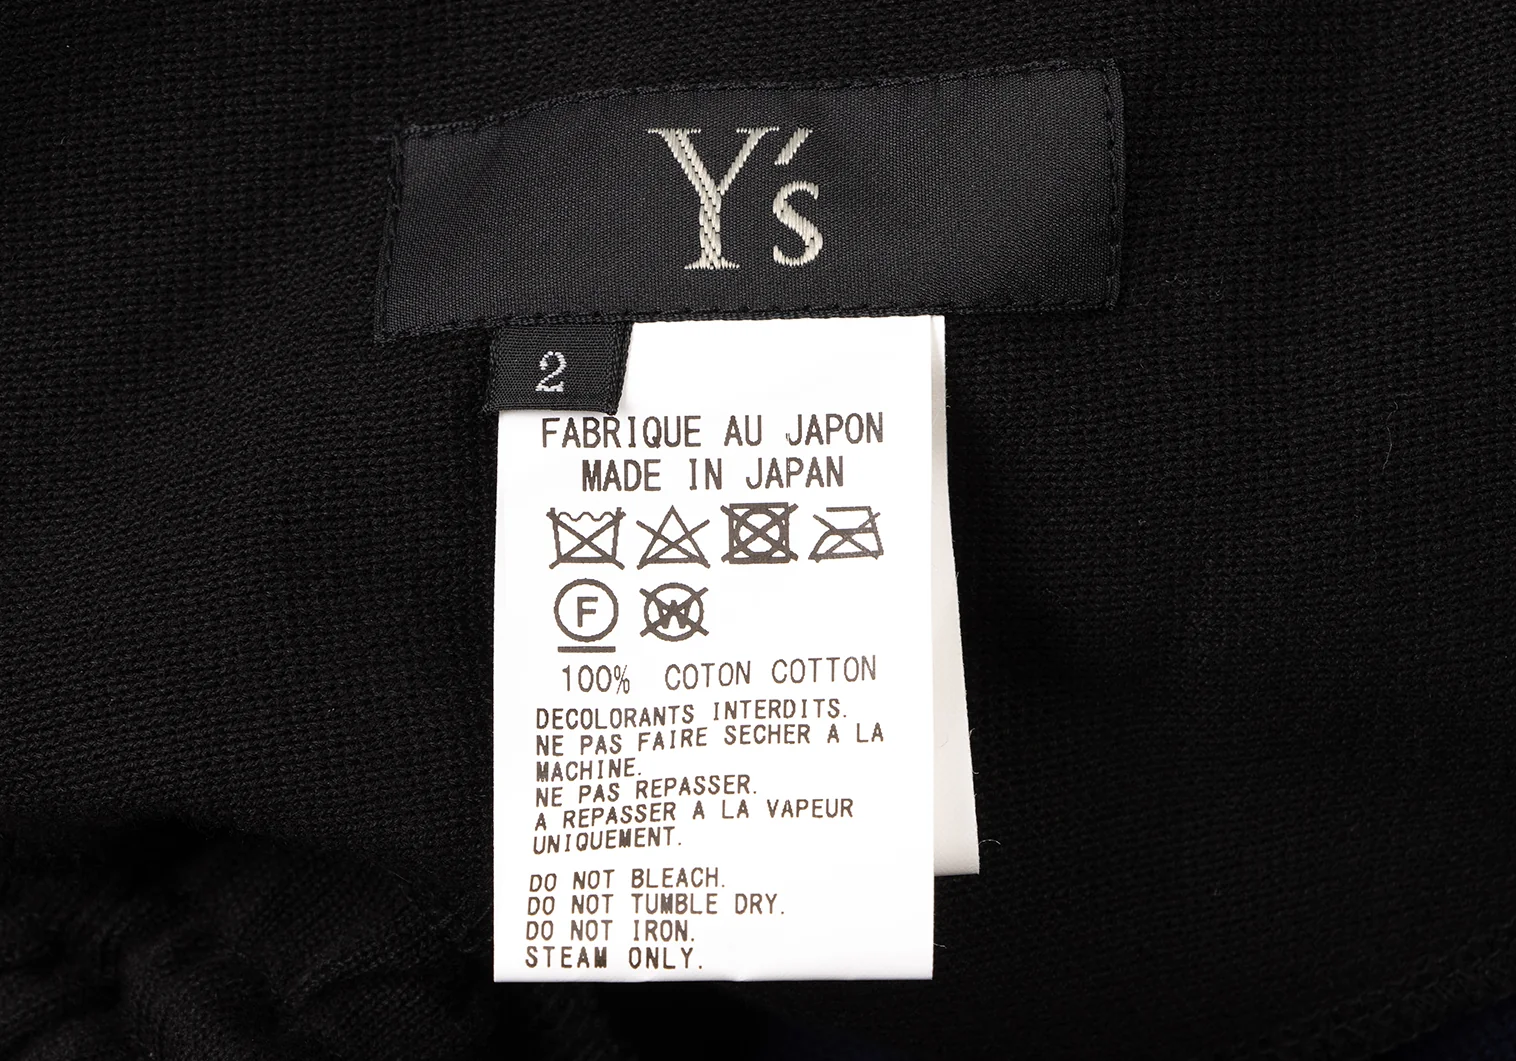 Y's
2
FABRIQUE AU JAPON
MADE IN JAPAN
F
W
100% COTON COTTON
DECOLORANTS INTERDITS.
NE PAS FAIRE SECHER A LA
MACHINE.
NE PAS REPASSER.
A REPASSER A LA VAPEUR
UNIQUEMENT.
DO NOT BLEACH.
DO NOT TUMBLE DRY.
DO NOT IRON.
STEAM ONLY.